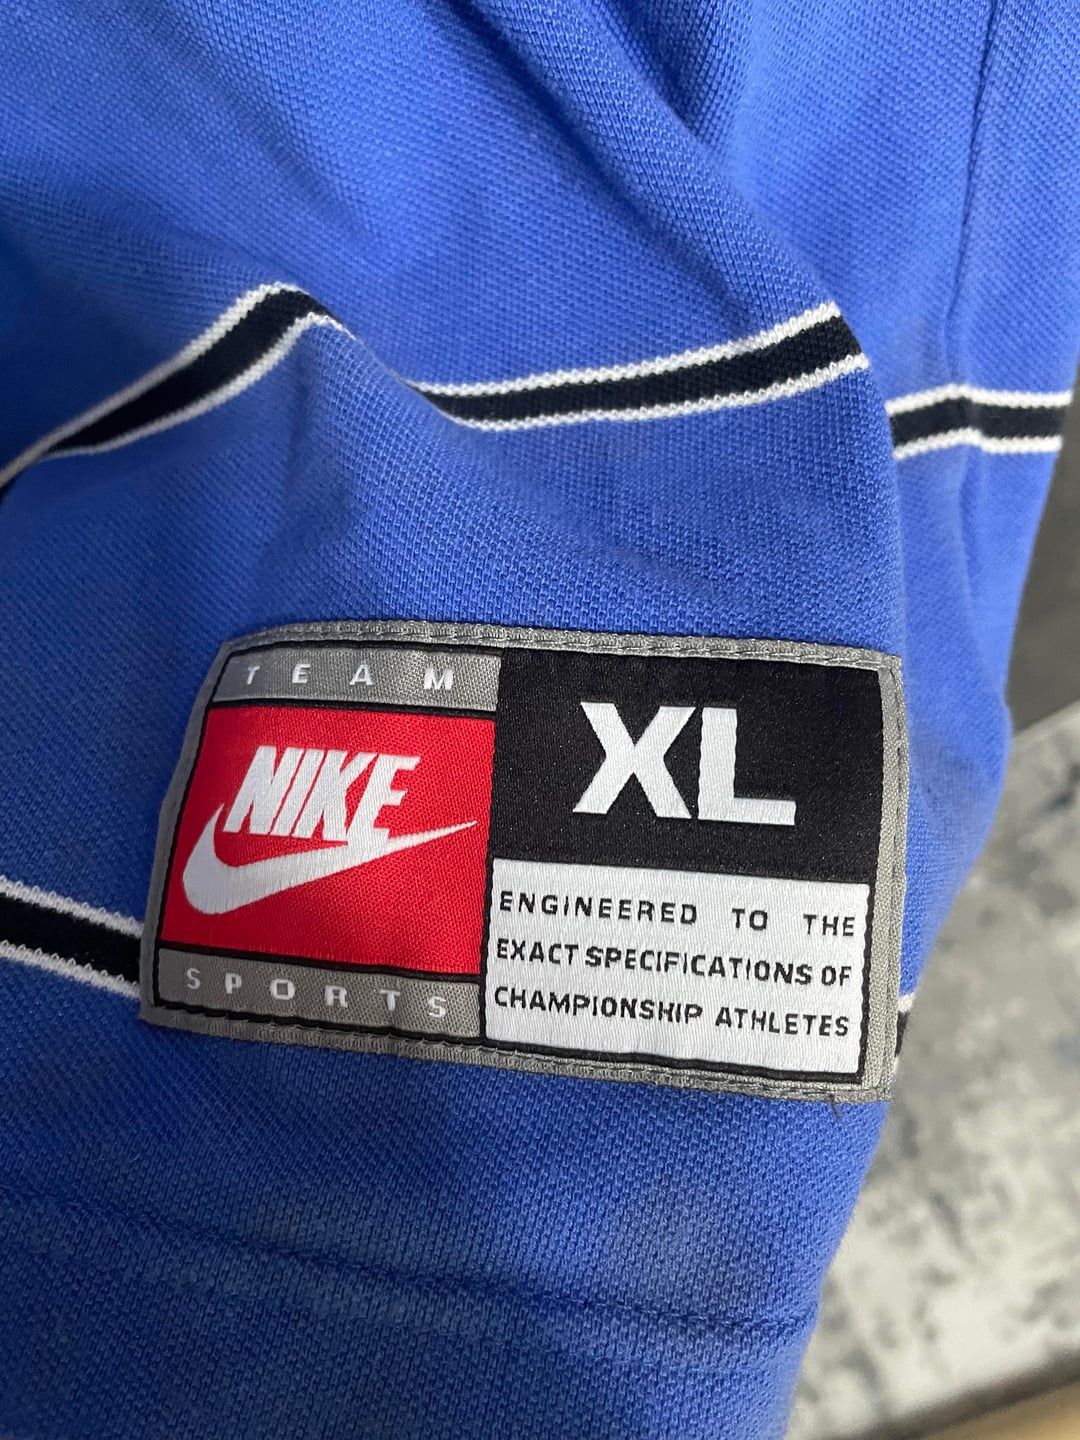 TEAM
NIKE
SPORTS
XL
ENGINEERED TO THE
EXACT SPECIFICATIONS OF
CHAMPIONSHIP ATHLETES